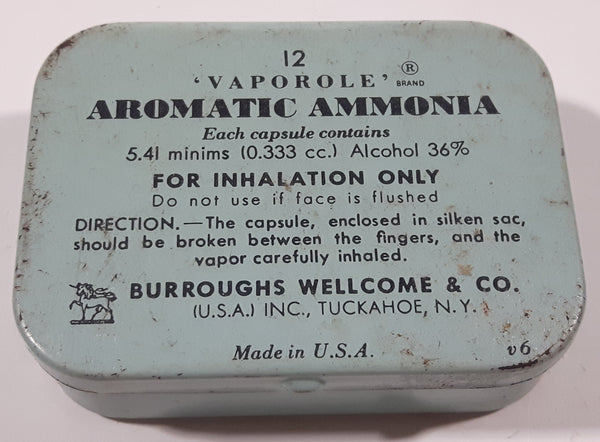 12
'VAPOROLE' ®
BRAND
AROMATIC AMMONIA
Each capsule contains
5.41 minims (0.333 cc.) Alcohol 36%
FOR INHALATION ONLY
Do not use if face is flushed
DIRECTION.—The capsule, enclosed in silken sac,
should be broken between the fingers, and the
vapor carefully inhaled.
BURROUGHS WELLCOME & CO.
(U.S.A.) INC., TUCKAHOE, N.Y.
Made in U.S.A. v6